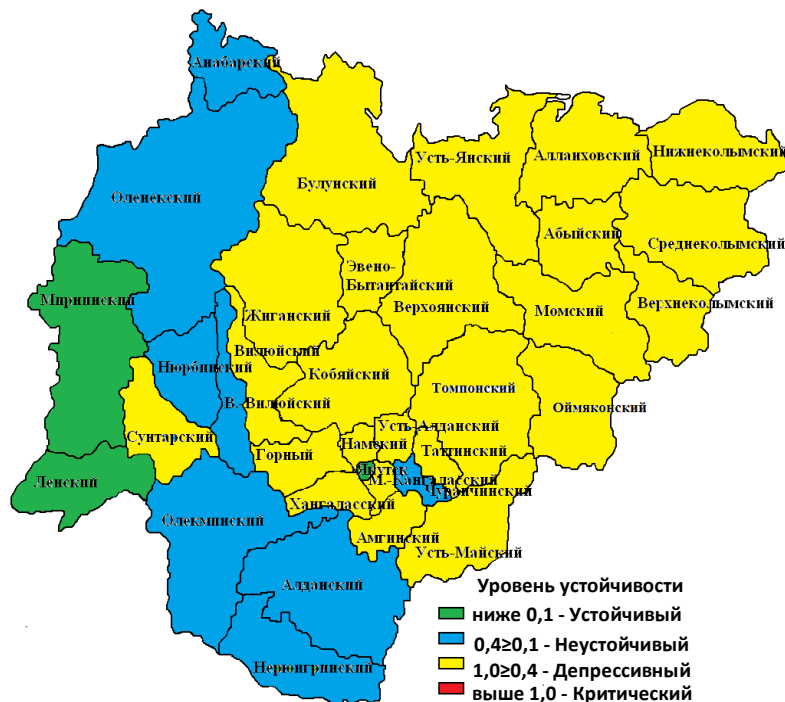 Анабарский
Оленекский
Булунский
Усть-Янский
Аллаиховский
Нижнеколымский
Абыйский
Среднеколымский
Эвено-
Бытантайский
Верхоянский
Момский
Верхнеколымский
Мирнинский
Жиганский
Вилюйский
Нюрбинский
Кобяйский
Томпонский
Оймяконский
В.-Вилюйский
Сунтарский
Усть-Алданский
Горный
Намский
Таттинский
Якутск
М.-Кангаласский
Чурапчинский
Ленский
Хангаласский
Олекминский
Амгинский
Усть-Майский
Алданский
Нерюнгринский
Уровень устойчивости
ниже 0,1 - Устойчивый
0,4≥0,1 - Неустойчивый
1,0≥0,4 - Депрессивный
выше 1,0 - Критический